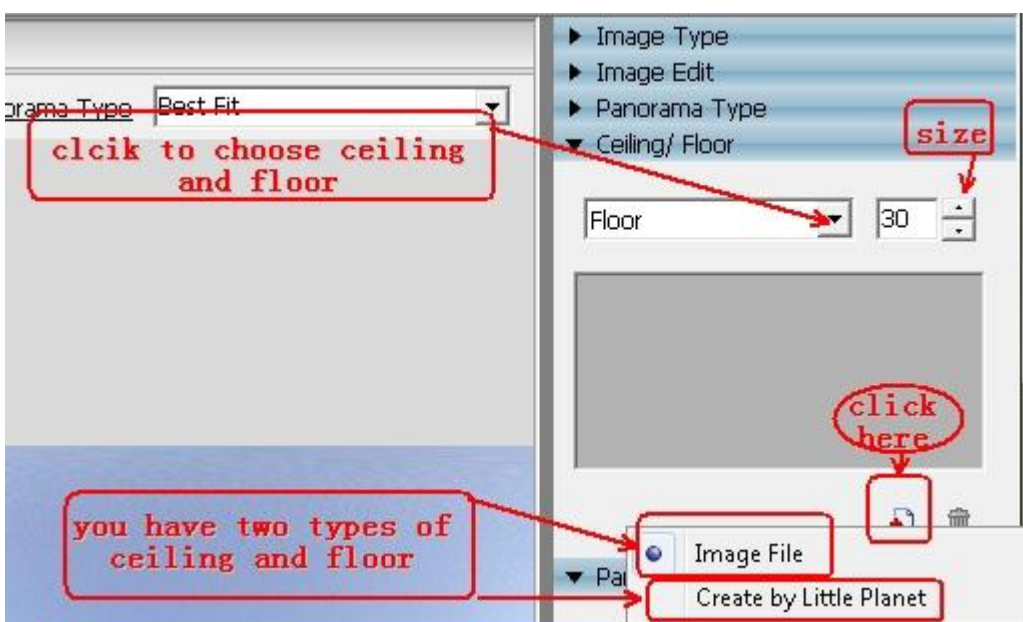 Image Type
Image Edit
orama Type Best Fit
Panorama Type
clcik to choose ceiling
and floor
Ceiling/ Floor
size
Floor
30
click
here
you have two types of
ceiling and floor
Image File
Pa
Create by Little Planet